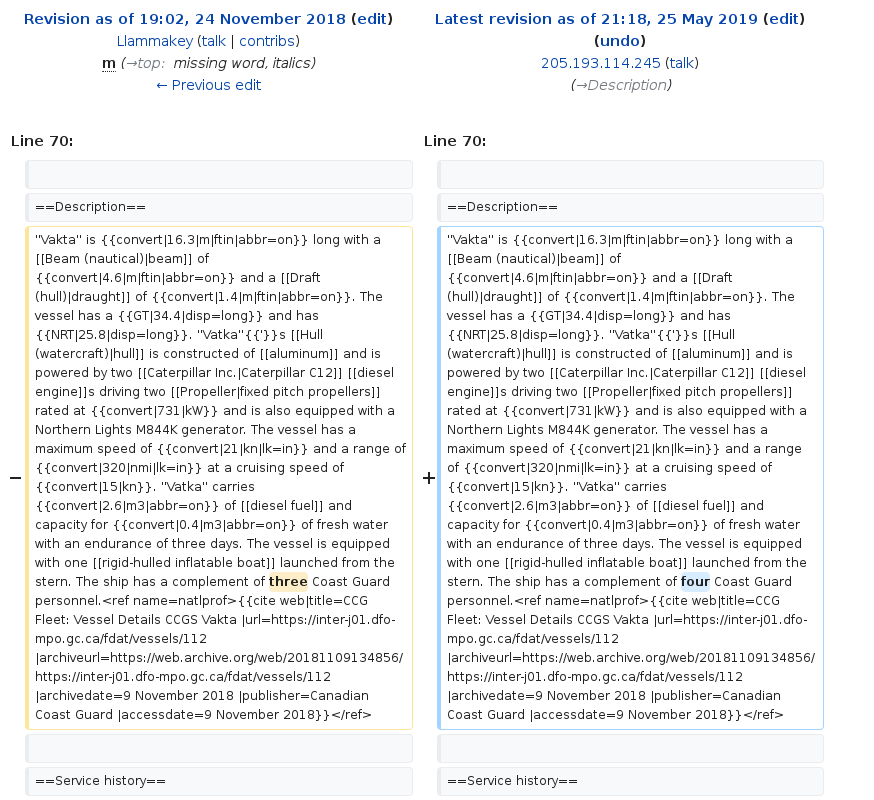 Revision as of 19:02, 24 November 2018 (edit)
Llammakey (talk | contribs)
m (→top:  missing word, italics)
← Previous edit
Line 70:
==Description==
"Vakta" is {{convert|16.3|m|ftin|abbr=on}} long with a
[[Beam (nautical)|beam]] of
{{convert|4.6|m|ftin|abbr=on}} and a [[Draft
(hull)|draught]] of {{convert|1.4|m|ftin|abbr=on}}. The
vessel has a {{GT|34.4|disp=long}} and has
{{NRT|25.8|disp=long}}. "Vatka"{{'}}s [[Hull
(watercraft)|hull]] is constructed of [[aluminum]] and is
powered by two [[Caterpillar Inc.|Caterpillar C12]] [[diesel
engine]]s driving two [[Propeller|fixed pitch propellers]]
rated at {{convert|731|kW}} and is also equipped with a
Northern Lights M844K generator. The vessel has a
maximum speed of {{convert|21|kn|lk=in}} and a range of
− {{convert|320|nmi|lk=in}} at a cruising speed of
{{convert|15|kn}}. "Vatka" carries
{{convert|2.6|m3|abbr=on}} of [[diesel fuel]] and
capacity for {{convert|0.4|m3|abbr=on}} of fresh water
with an endurance of three days. The vessel is equipped
with one [[rigid-hulled inflatable boat]] launched from the
stern. The ship has a complement of three Coast Guard
personnel.<ref name=natlprof>{{cite web|title=CCG
Fleet: Vessel Details CCGS Vakta |url=https://inter-j01.dfo-
mpo.gc.ca/fdat/vessels/112
|archiveurl=https://web.archive.org/web/20181109134856/
https://inter-j01.dfo-mpo.gc.ca/fdat/vessels/112
|archivedate=9 November 2018 |publisher=Canadian
Coast Guard |accessdate=9 November 2018}}</ref>
==Service history==
Latest revision as of 21:18, 25 May 2019 (edit)
(undo)
205.193.114.245 (talk)
(→Description)
Line 70:
==Description==
"Vakta" is {{convert|16.3|m|ftin|abbr=on}} long with a
[[Beam (nautical)|beam]] of
{{convert|4.6|m|ftin|abbr=on}} and a [[Draft
(hull)|draught]] of {{convert|1.4|m|ftin|abbr=on}}. The
vessel has a {{GT|34.4|disp=long}} and has
{{NRT|25.8|disp=long}}. "Vatka"{{'}}s [[Hull
(watercraft)|hull]] is constructed of [[aluminum]] and is
powered by two [[Caterpillar Inc.|Caterpillar C12]] [[diesel
engine]]s driving two [[Propeller|fixed pitch propellers]]
rated at {{convert|731|kW}} and is also equipped with a
Northern Lights M844K generator. The vessel has a
maximum speed of {{convert|21|kn|lk=in}} and a range
of {{convert|320|nmi|lk=in}} at a cruising speed of
+ {{convert|15|kn}}. "Vatka" carries
{{convert|2.6|m3|abbr=on}} of [[diesel fuel]] and
capacity for {{convert|0.4|m3|abbr=on}} of fresh water
with an endurance of three days. The vessel is equipped
with one [[rigid-hulled inflatable boat]] launched from the
stern. The ship has a complement of four Coast Guard
personnel.<ref name=natlprof>{{cite web|title=CCG
Fleet: Vessel Details CCGS Vakta |url=https://inter-j01.dfo-
mpo.gc.ca/fdat/vessels/112
|archiveurl=https://web.archive.org/web/20181109134856/
https://inter-j01.dfo-mpo.gc.ca/fdat/vessels/112
|archivedate=9 November 2018 |publisher=Canadian
Coast Guard |accessdate=9 November 2018}}</ref>
==Service history==